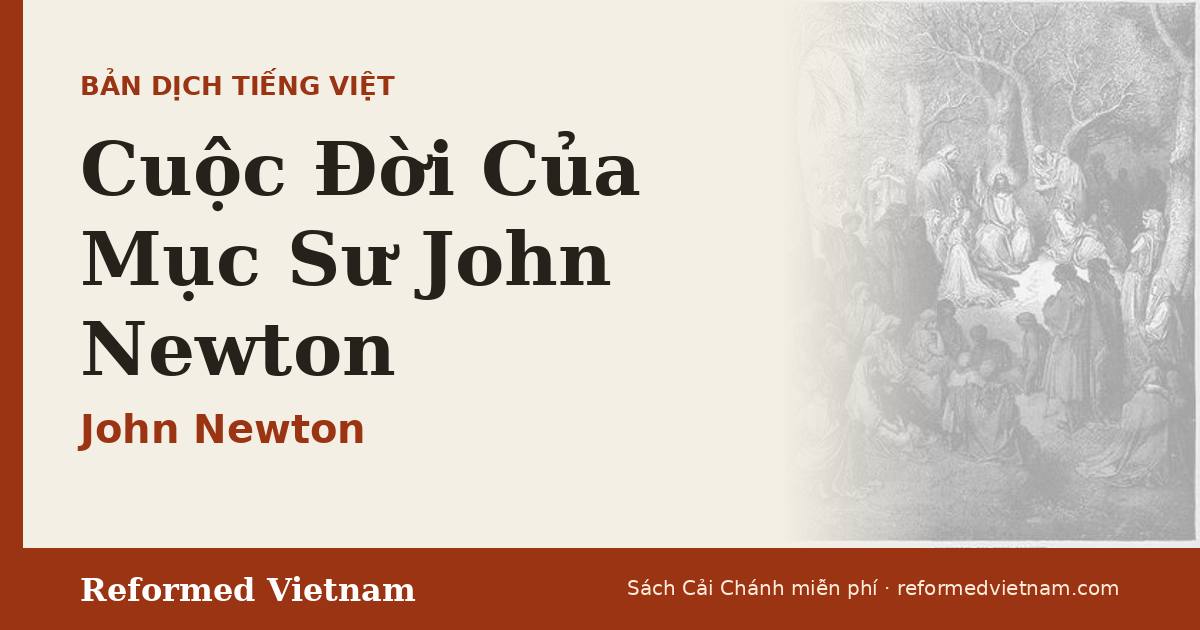 BẢN DỊCH TIẾNG VIỆT
Cuộc Đời Của
Mục Sư John
Newton
John Newton
Reformed Vietnam
Sách Cải Chánh miễn phí · reformedvietnam.com